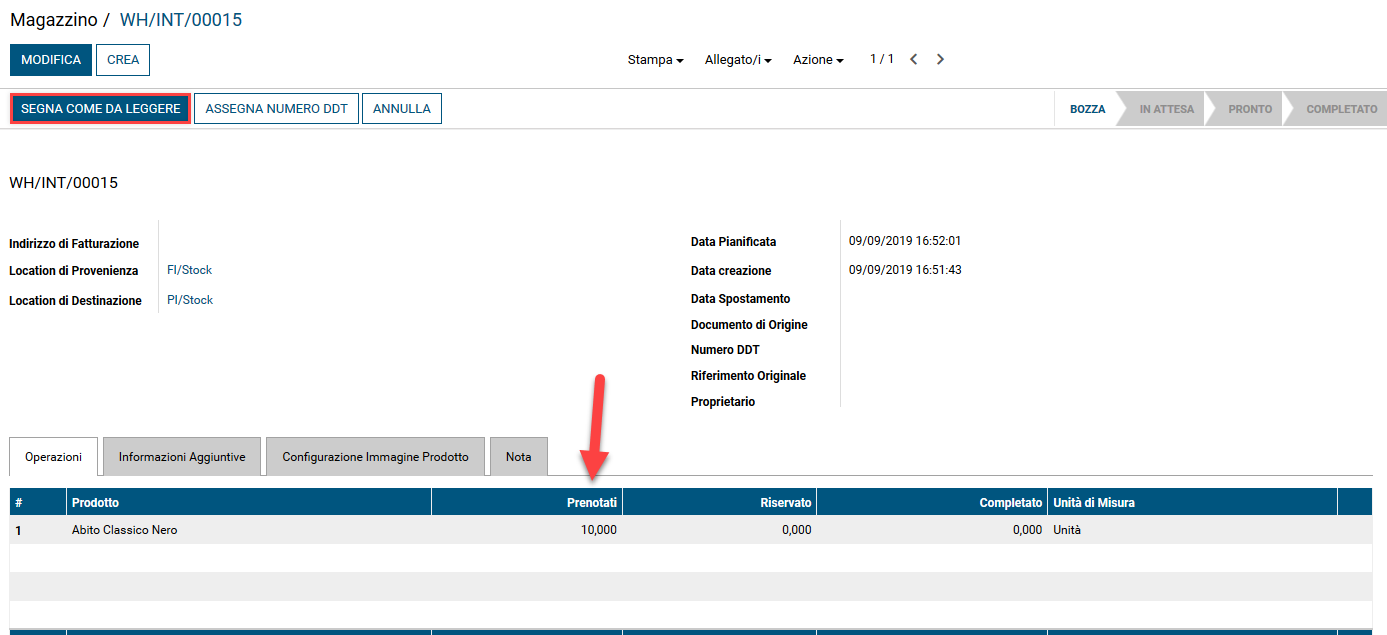 Magazzino / WH/INT/00015
MODIFICA CREA Stampa Allegato/i Azione 1 / 1
SEGNA COME DA LEGGERE ASSEGNA NUMERO DDT ANNULLA BOZZA IN ATTESA PRONTO COMPLETATO
WH/INT/00015
Indirizzo di Fatturazione
Location di Provenienza FI/Stock
Location di Destinazione PI/Stock
Data Pianificata 09/09/2019 16:52:01
Data creazione 09/09/2019 16:51:43
Data Spostamento
Documento di Origine
Numero DDT
Riferimento Originale
Proprietario
Operazioni Informazioni Aggiuntive Configurazione Immagine Prodotto Nota
# Prodotto Prenotati Riservato Completato Unità di Misura
1 Abito Classico Nero 10,000 0,000 0,000 Unità